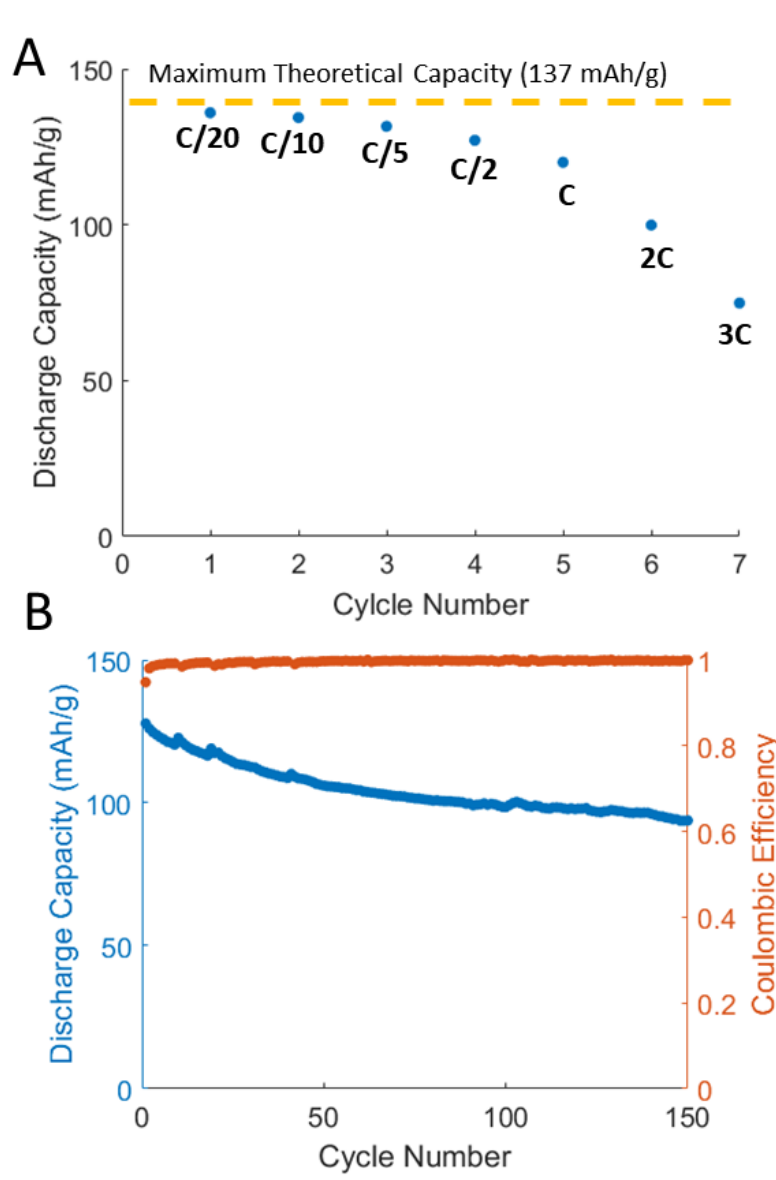 A
Maximum Theoretical Capacity (137 mAh/g)
150
100
50
0
Discharge Capacity (mAh/g)
C/20
C/10
C/5
C/2
C
2C
3C
0 1 2 3 4 5 6 7
Cylcle Number
B
150
100
50
0
Discharge Capacity (mAh/g)
1
0.8
0.6
0.4
0.2
0
Coulombic Efficiency
0 50 100 150
Cycle Number